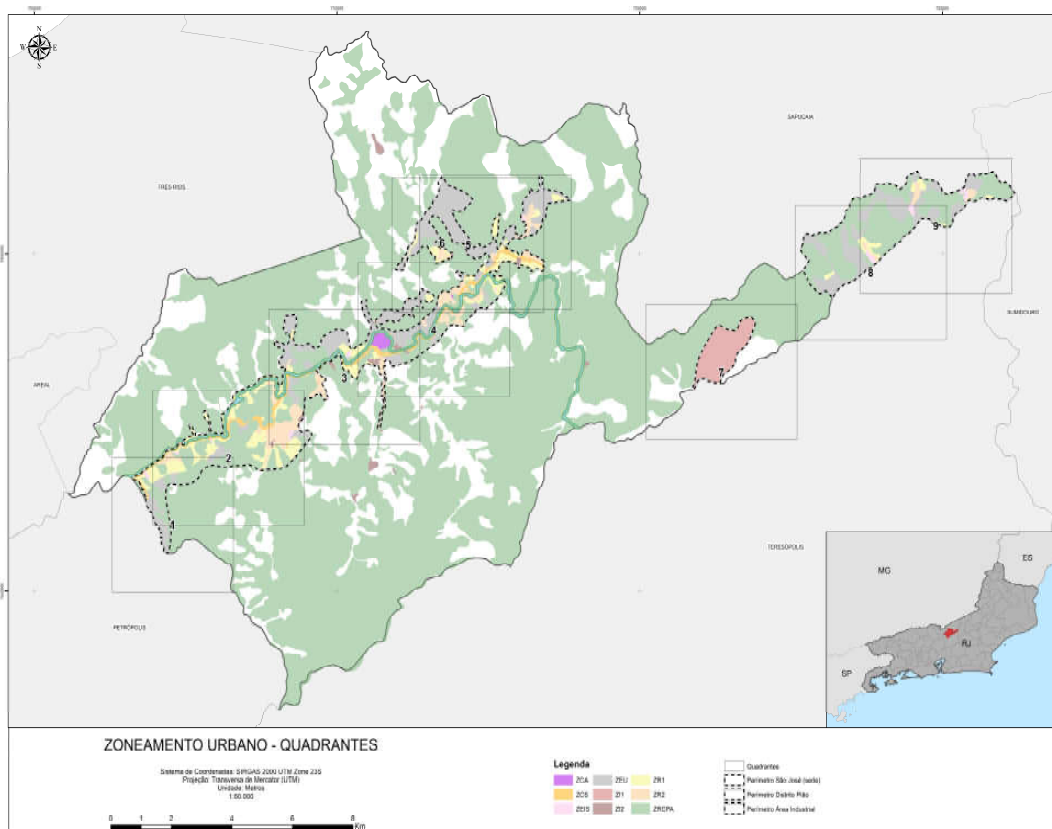 N
W E
S
SAPUCAIA
TRÊS RIOS
6
5
9
8
SUMIDOURO
4
7
3
AREAL
2
1
TERESÓPOLIS
PETRÓPOLIS
ES
MG
RJ
SP
ZONEAMENTO URBANO - QUADRANTES
Sistema de Coordenadas: SIRGAS 2000 UTM Zone 23S
Projeção: Transversa de Mercator (UTM)
Unidade: Metros
1:60.000
0 1 2 4 6 8
Km
Legenda
ZCA ZEU ZR1
ZCS ZI1 ZR2
ZEIS ZI2 ZRCPA
Quadrantes
Perímetro São José (sede)
Perímetro Distrito Pião
Perímetro Área Industrial